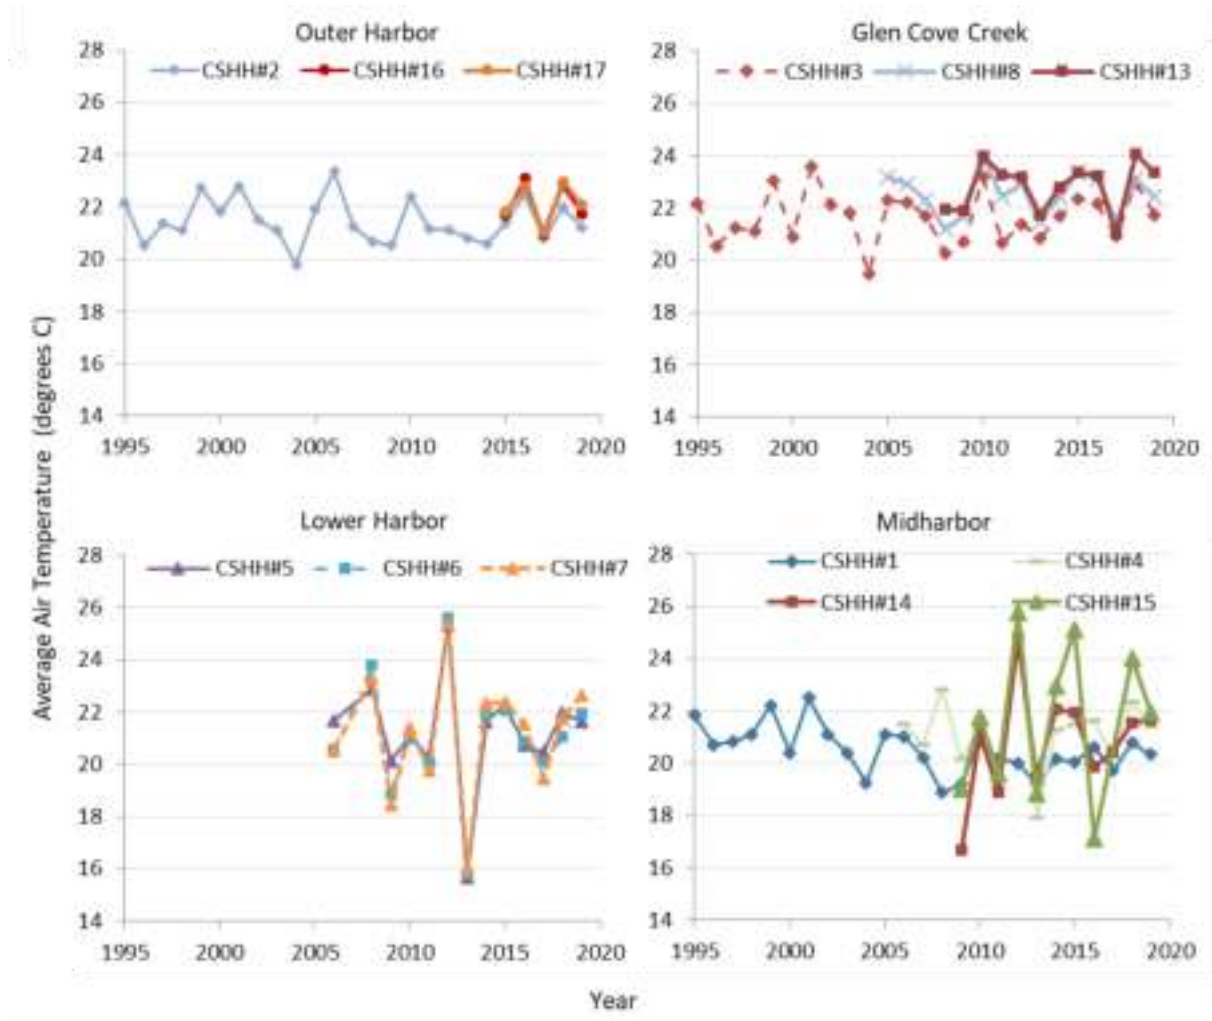 Outer Harbor
28
CSHH#2 CSHH#16 CSHH#17
26
24
22
20
18
16
14
1995 2000 2005 2010 2015 2020
Glen Cove Creek
28
CSHH#3 CSHH#8 CSHH#13
26
24
22
20
18
16
14
1995 2000 2005 2010 2015 2020
Average Air Temperature (degrees C)
Lower Harbor
28
CSHH#5 CSHH#6 CSHH#7
26
24
22
20
18
16
14
1995 2000 2005 2010 2015 2020
Midharbor
28
CSHH#1 CSHH#4
CSHH#14 CSHH#15
26
24
22
20
18
16
14
1995 2000 2005 2010 2015 2020
Year